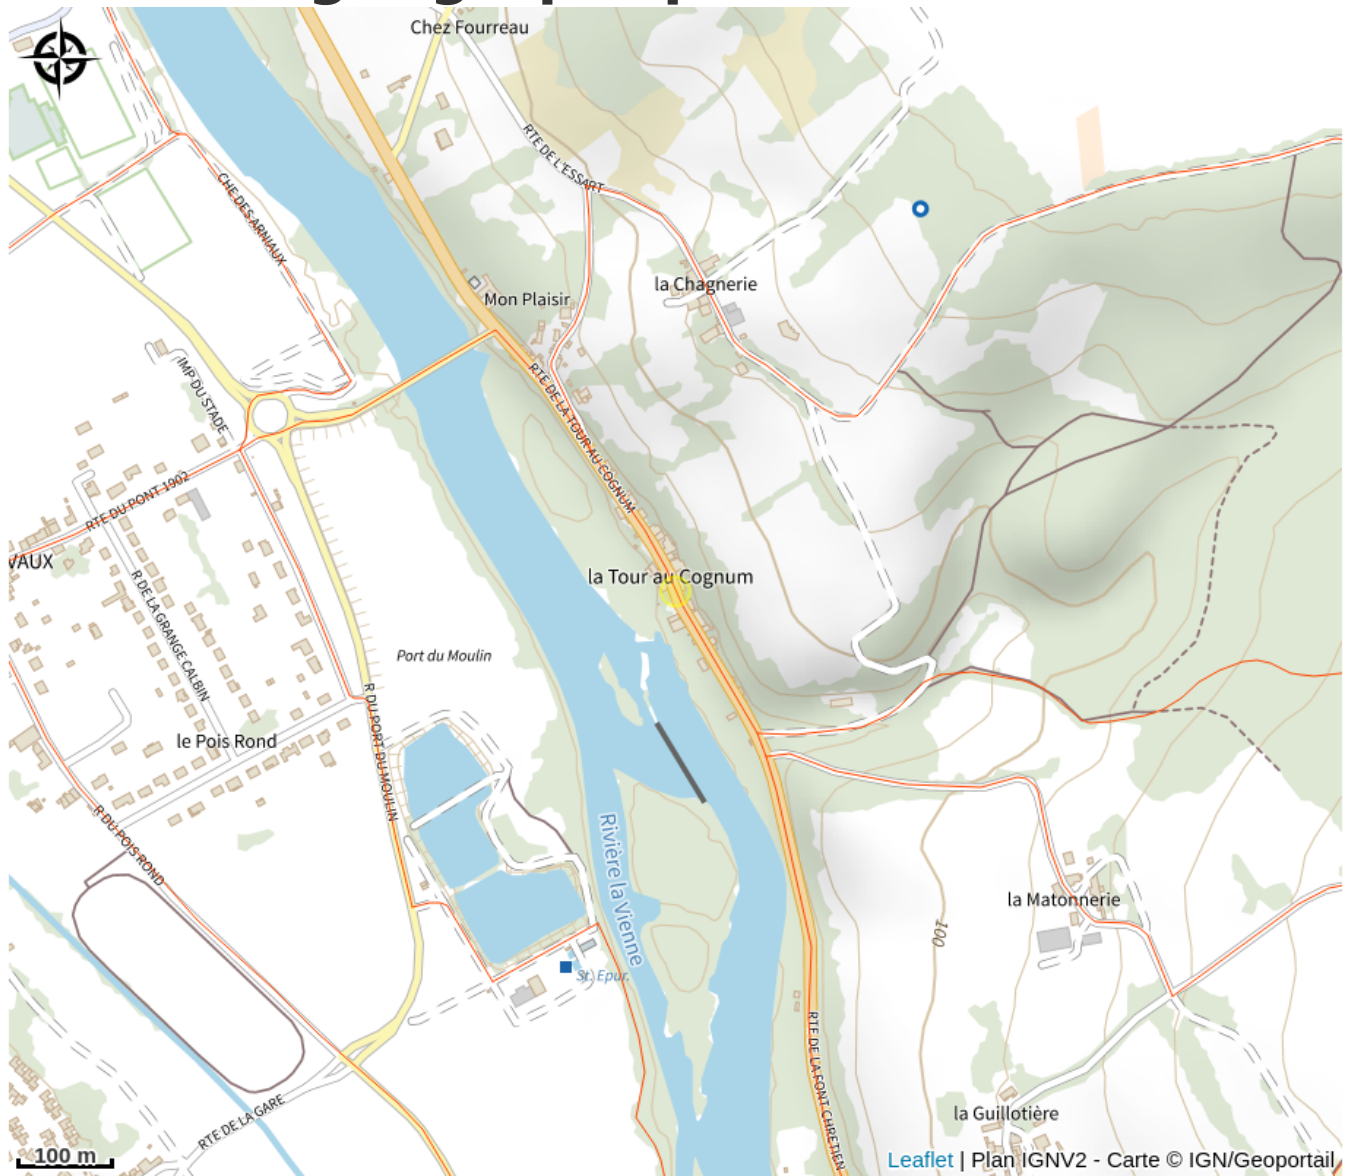 Chez Fourreau
RTE DE L'ESSART
CHE DES ARNIAUX
la Chagnerie
Mon Plaisir
IMP DU STADE
RTE DE LA TOUR AU COGNUM
RTE DU PONT 1902
VAUX
la Tour au Cognum
R DE LA GRANGE CALBIN
Port du Moulin
R DU PORT DU MOULIN
le Pois Rond
R DU POIS ROND
Rivière la Vienne
la Matonnerie
100
St. Epur.
RTE DE LA FONT CHRETIEN
RTE DE LA GARE
la Guillotière
100 m
Leaflet | Plan IGNV2 - Carte © IGN/Geoportail